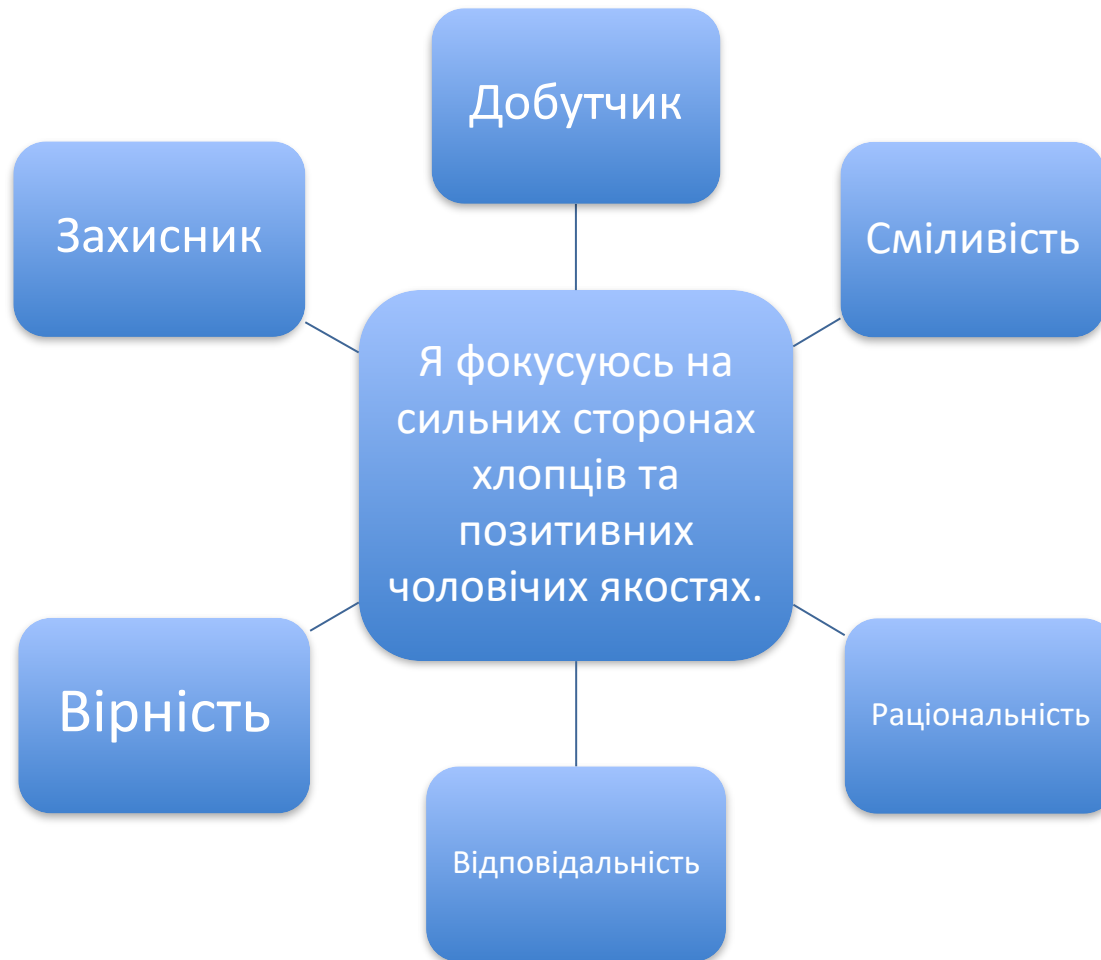 Добутчик
Захисник
Сміливість
Я фокусуюсь на
сильних сторонах
хлопців та
позитивних
чоловічих якостях.
Вірність
Раціональність
Відповідальність